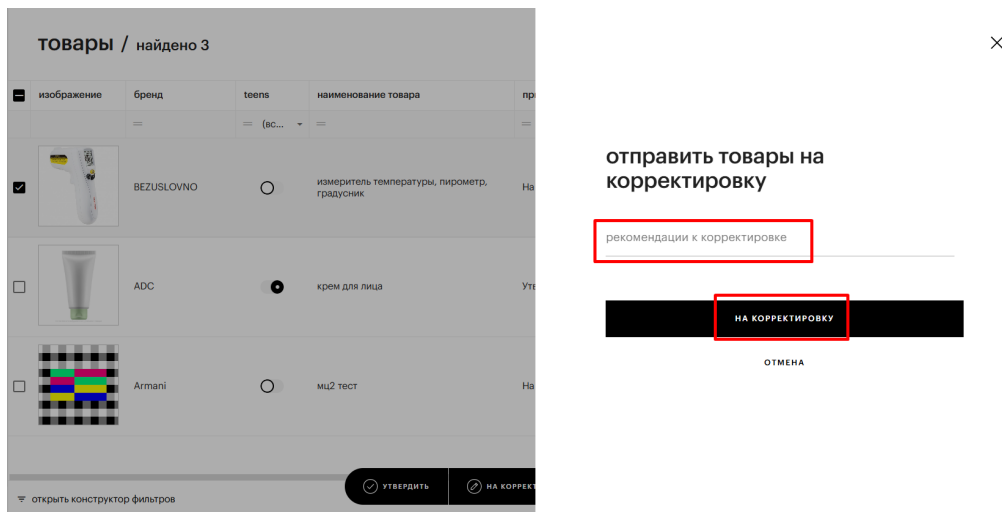 товары / найдено 3
изображение бренд teens наименование товара
= = (вс... = =
BEZUSLOVNO измеритель температуры, пирометр, градусник На
ADC крем для лица
Armani мц2 тест На
УТВЕРДИТЬ НА КОРРЕКТ
открыть конструктор фильтров
отправить товары на
корректировку
рекомендации к корректировке
НА КОРРЕКТИРОВКУ
ОТМЕНА